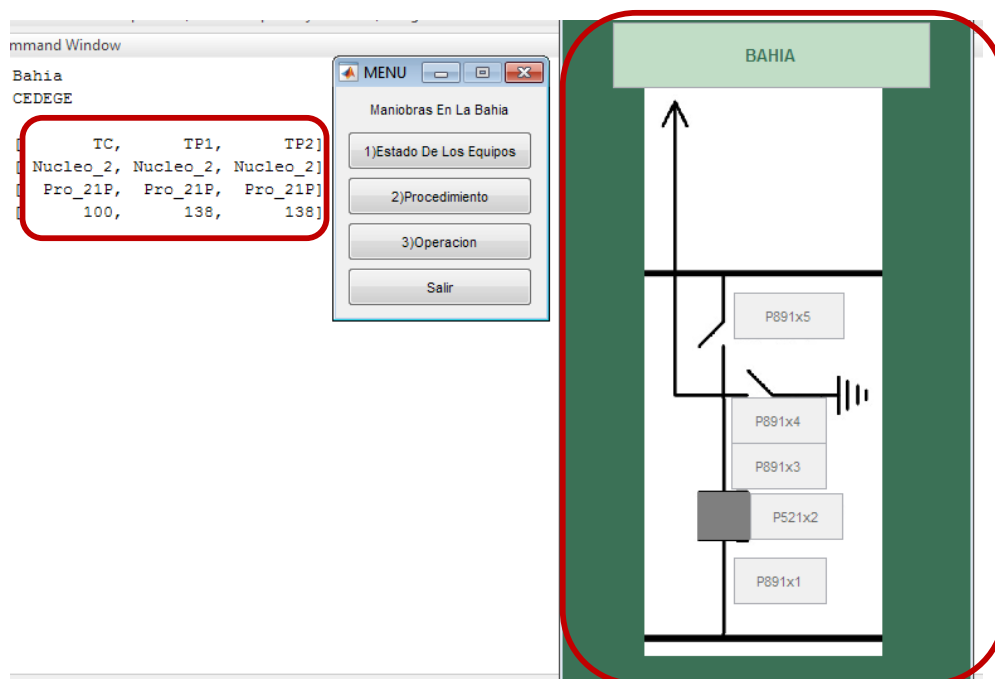 mmand Window
Bahia
CEDEGE
[ TC, TP1, TP2]
[ Nucleo_2, Nucleo_2, Nucleo_2]
[ Pro_21P, Pro_21P, Pro_21P]
[ 100, 138, 138]
MENU
Maniobras En La Bahia
1)Estado De Los Equipos
2)Procedimiento
3)Operacion
Salir
BAHIA
P891x5
P891x4
P891x3
P521x2
P891x1